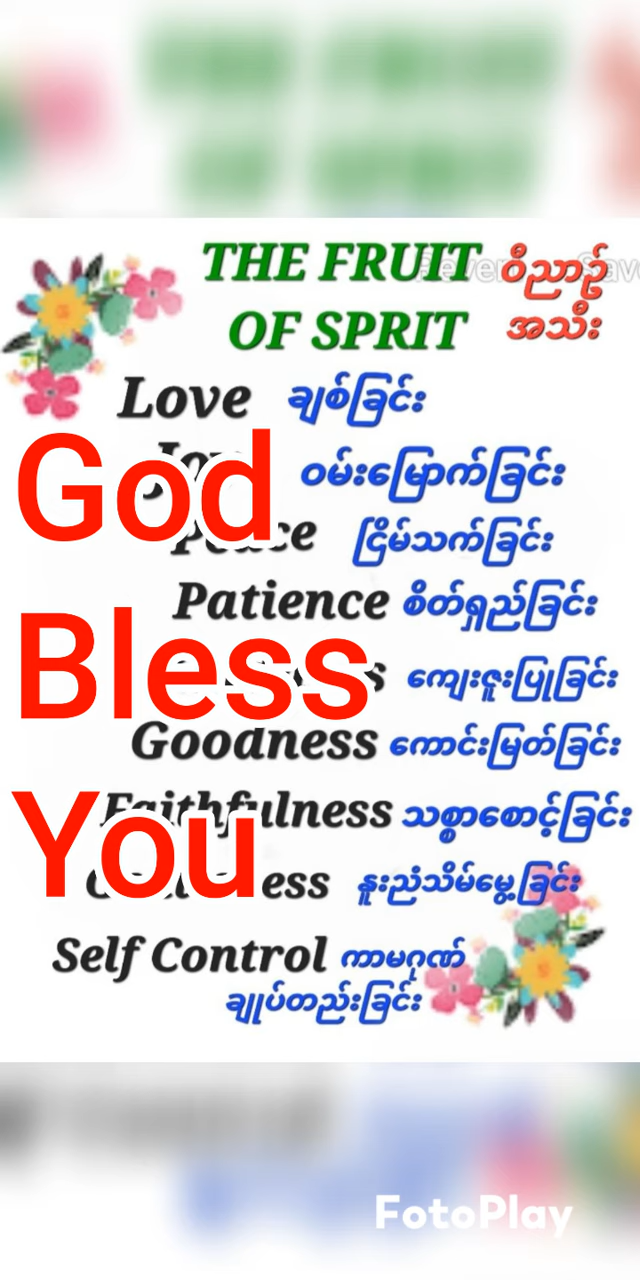 THE FRUIT ဝိညာဉ်
OF SPRIT အသီး
Love ချစ်ခြင်း
God
ဝမ်းမြောက်ခြင်း
ငြိမ်သက်ခြင်း
Patience စိတ်ရှည်ခြင်း
Bless
ကျေးဇူးပြုခြင်း
Goodness ကောင်းမြတ်ခြင်း
Faithfulness သစ္စာစောင့်ခြင်း
You
နူးညံ့သိမ်မွေ့ခြင်း
Self Control ကာမဂုဏ်
ချုပ်တည်းခြင်း
FotoPlay